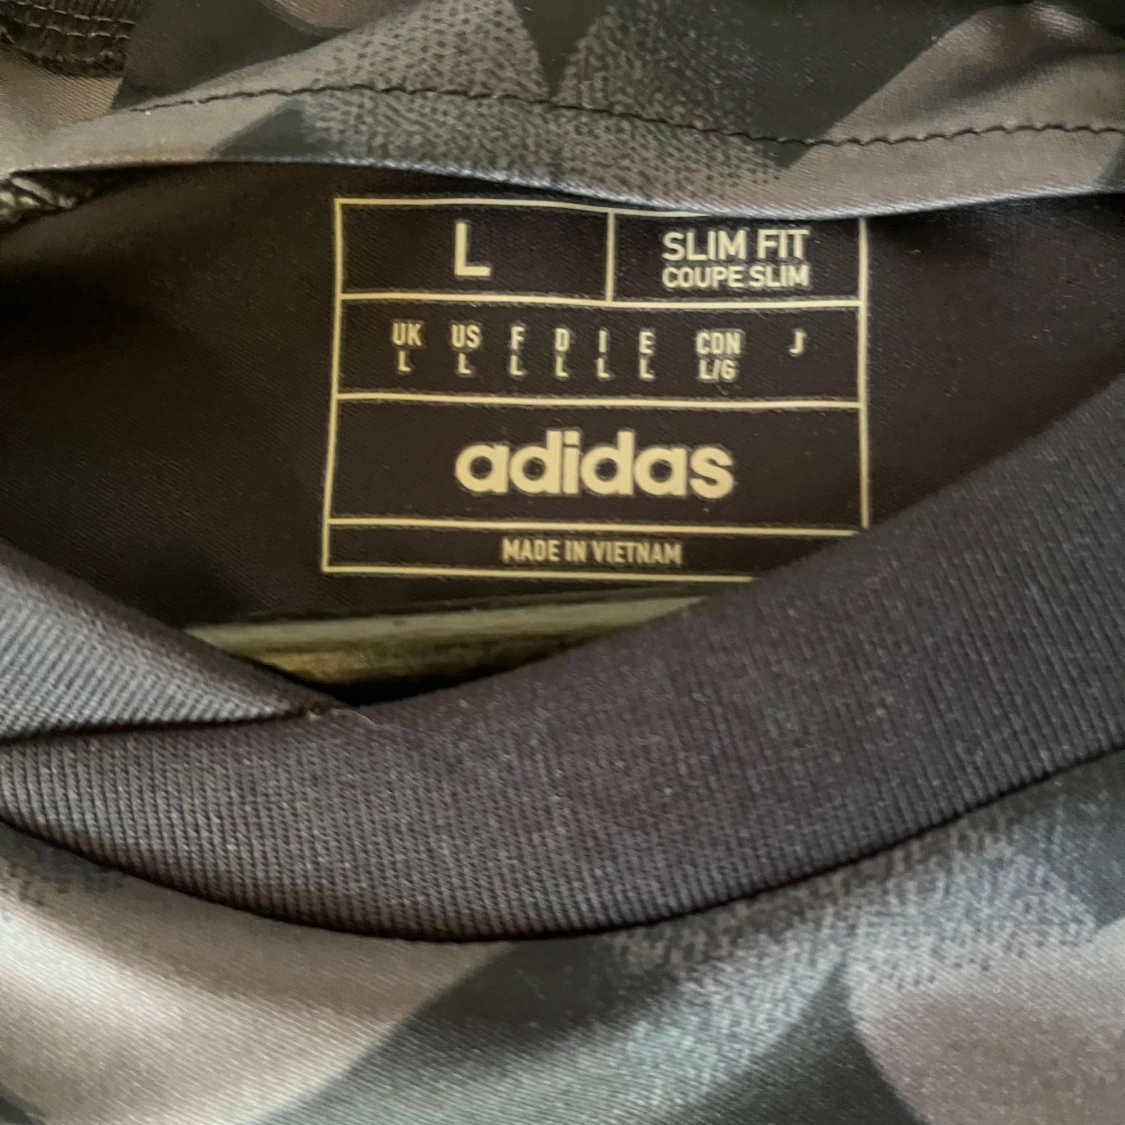 L
SLIM FIT
COUPE SLIM
UK US F D I E CDN J
L L L L L L L/G
adidas
MADE IN VIETNAM